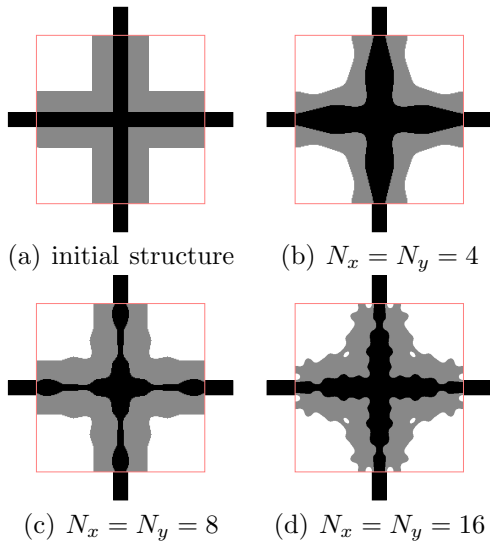 (a) initial structure
(b) $N_x = N_y = 4$
(c) $N_x = N_y = 8$
(d) $N_x = N_y = 16$